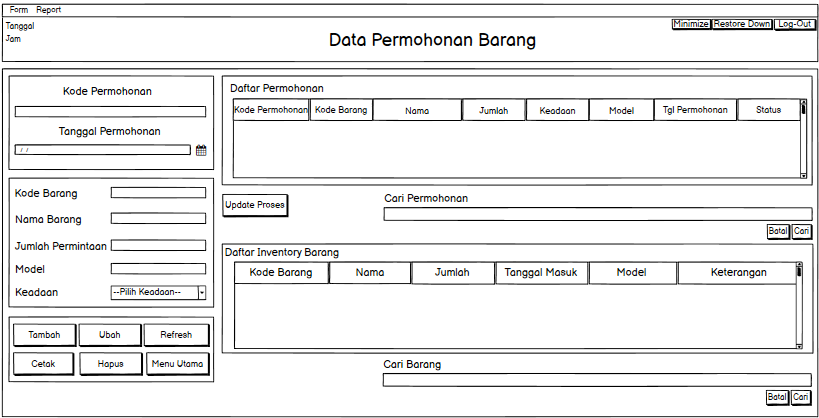 Form Report
Tanggal
Jam
Data Permohonan Barang
Minimize Restore Down Log-Out
Kode Permohonan
Tanggal Permohonan
/ /
Kode Barang
Nama Barang
Jumlah Permintaan
Model
Keadaan --Pilih Keadaan--
Tambah Ubah Refresh
Cetak Hapus Menu Utama
Daftar Permohonan
Kode Permohonan Kode Barang Nama Jumlah Keadaan Model Tgl Permohonan Status
Update Proses
Cari Permohonan
Batal Cari
Daftar Inventory Barang
Kode Barang Nama Jumlah Tanggal Masuk Model Keterangan
Cari Barang
Batal Cari